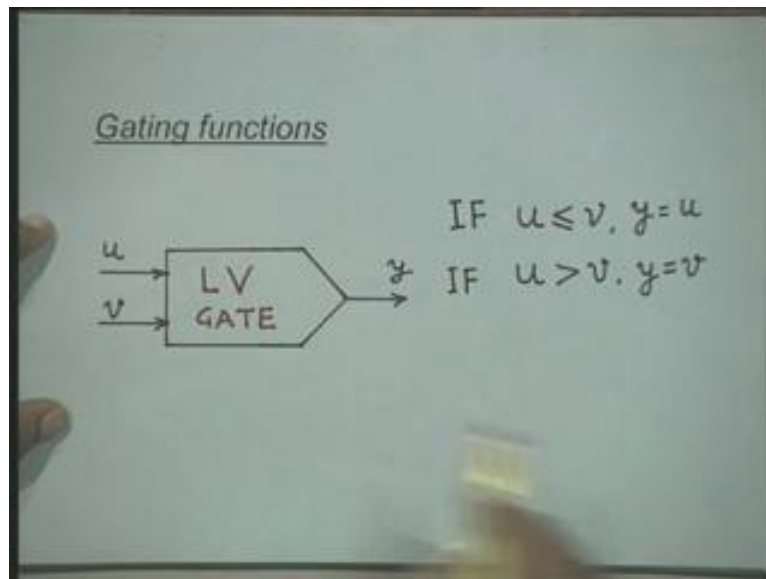 Gating functions
IF u ≤ v, y = u
u
LV
y
IF u > v. y = v
v
GATE